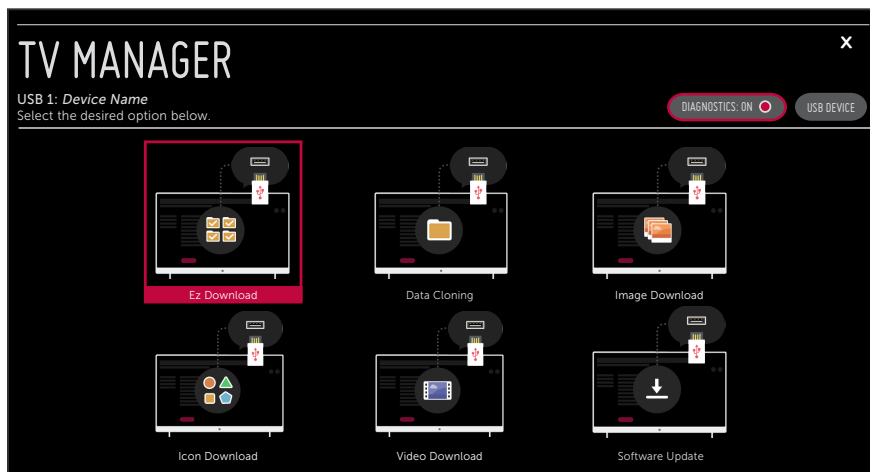 TV MANAGER
X
USB 1: Device Name
Select the desired option below.
DIAGNOSTICS: ON
USB DEVICE
Ez Download
Data Cloning
Image Download
Icon Download
Video Download
Software Update